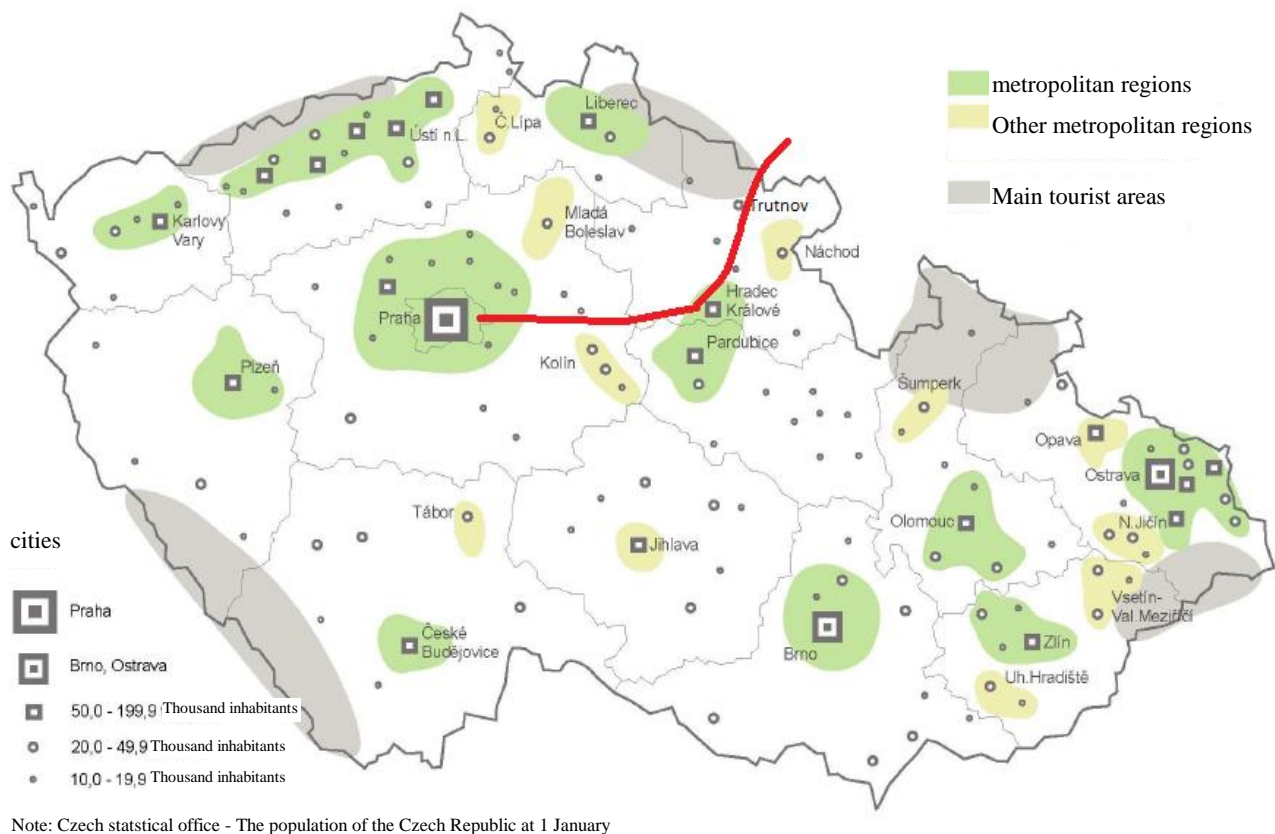 metropolitan regions
Other metropolitan regions
Main tourist areas
Liberec
Č.Lípa
Ústí n.L.
Karlovy
Vary
Mladá
Boleslav
Trutnov
Náchod
Hradec
Králové
Praha
Pardubice
Kolín
Plzeň
Šumperk
Opava
Ostrava
Olomouc
N.Jičín
Tábor
Jihlava
Vsetín-
Val.Meziříčí
České
Budějovice
Brno
Zlín
Uh.Hradiště
cities
Praha
Brno, Ostrava
50,0 - 199,9 Thousand inhabitants
20,0 - 49,9 Thousand inhabitants
10,0 - 19,9 Thousand inhabitants
Note: Czech statstical office - The population of the Czech Republic at 1 January